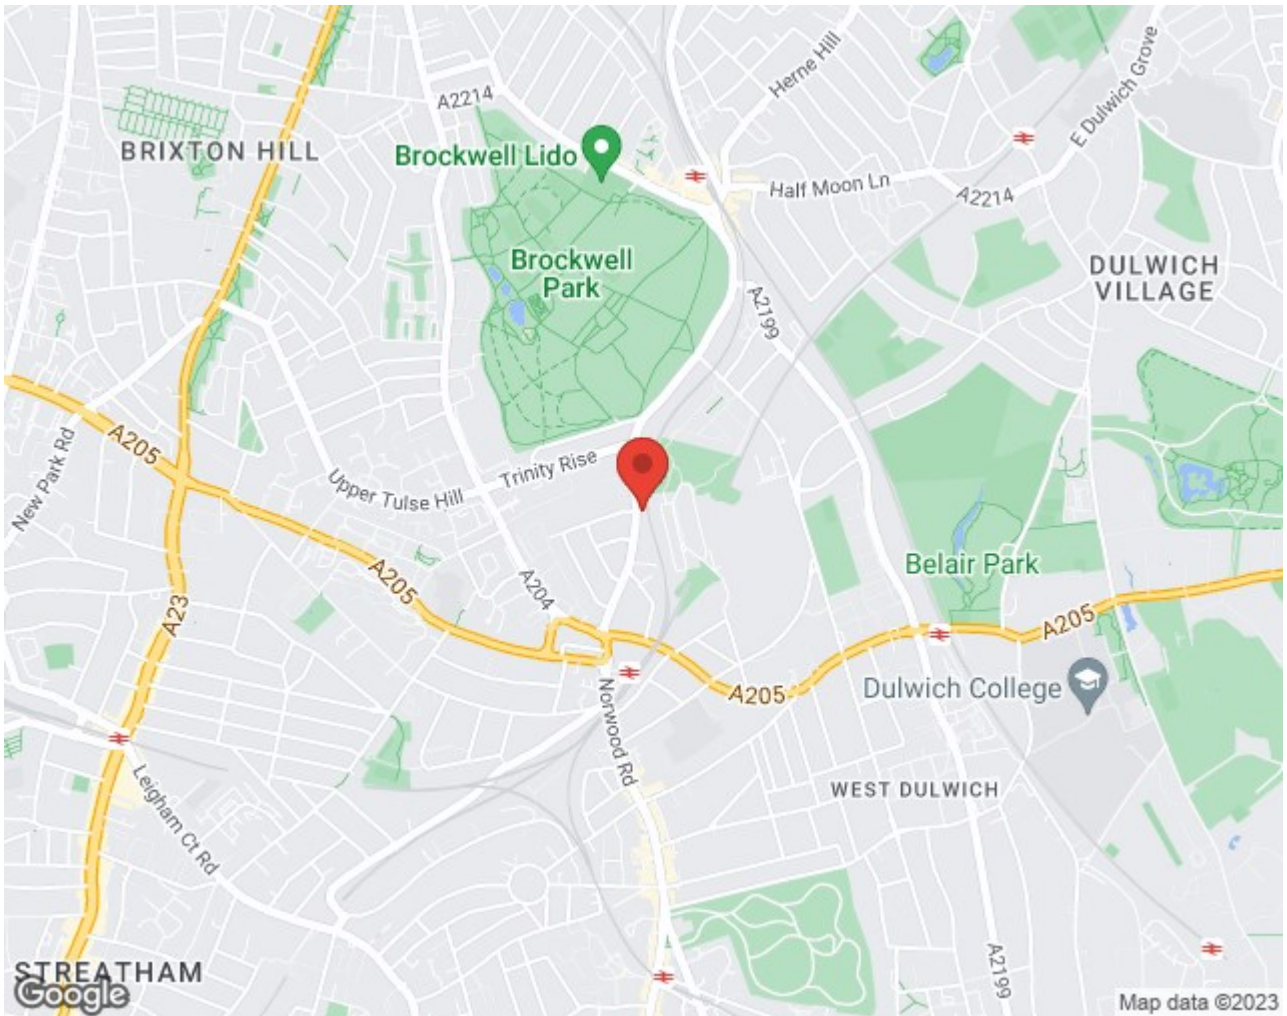 Herne Hill
E Dulwich Grove
A2214
BRIXTON HILL
Brockwell Lido
Half Moon Ln
A2214
Brockwell
Park
DULWICH
VILLAGE
A2199
A205
New Park Rd
Upper Tulse Hill
Trinity Rise
A205
A204
A23
Belair Park
A205
A205
Dulwich College
Norwood Rd
Leigham Ct Rd
WEST DULWICH
A2199
STREATHAM
Google
Map data ©2023